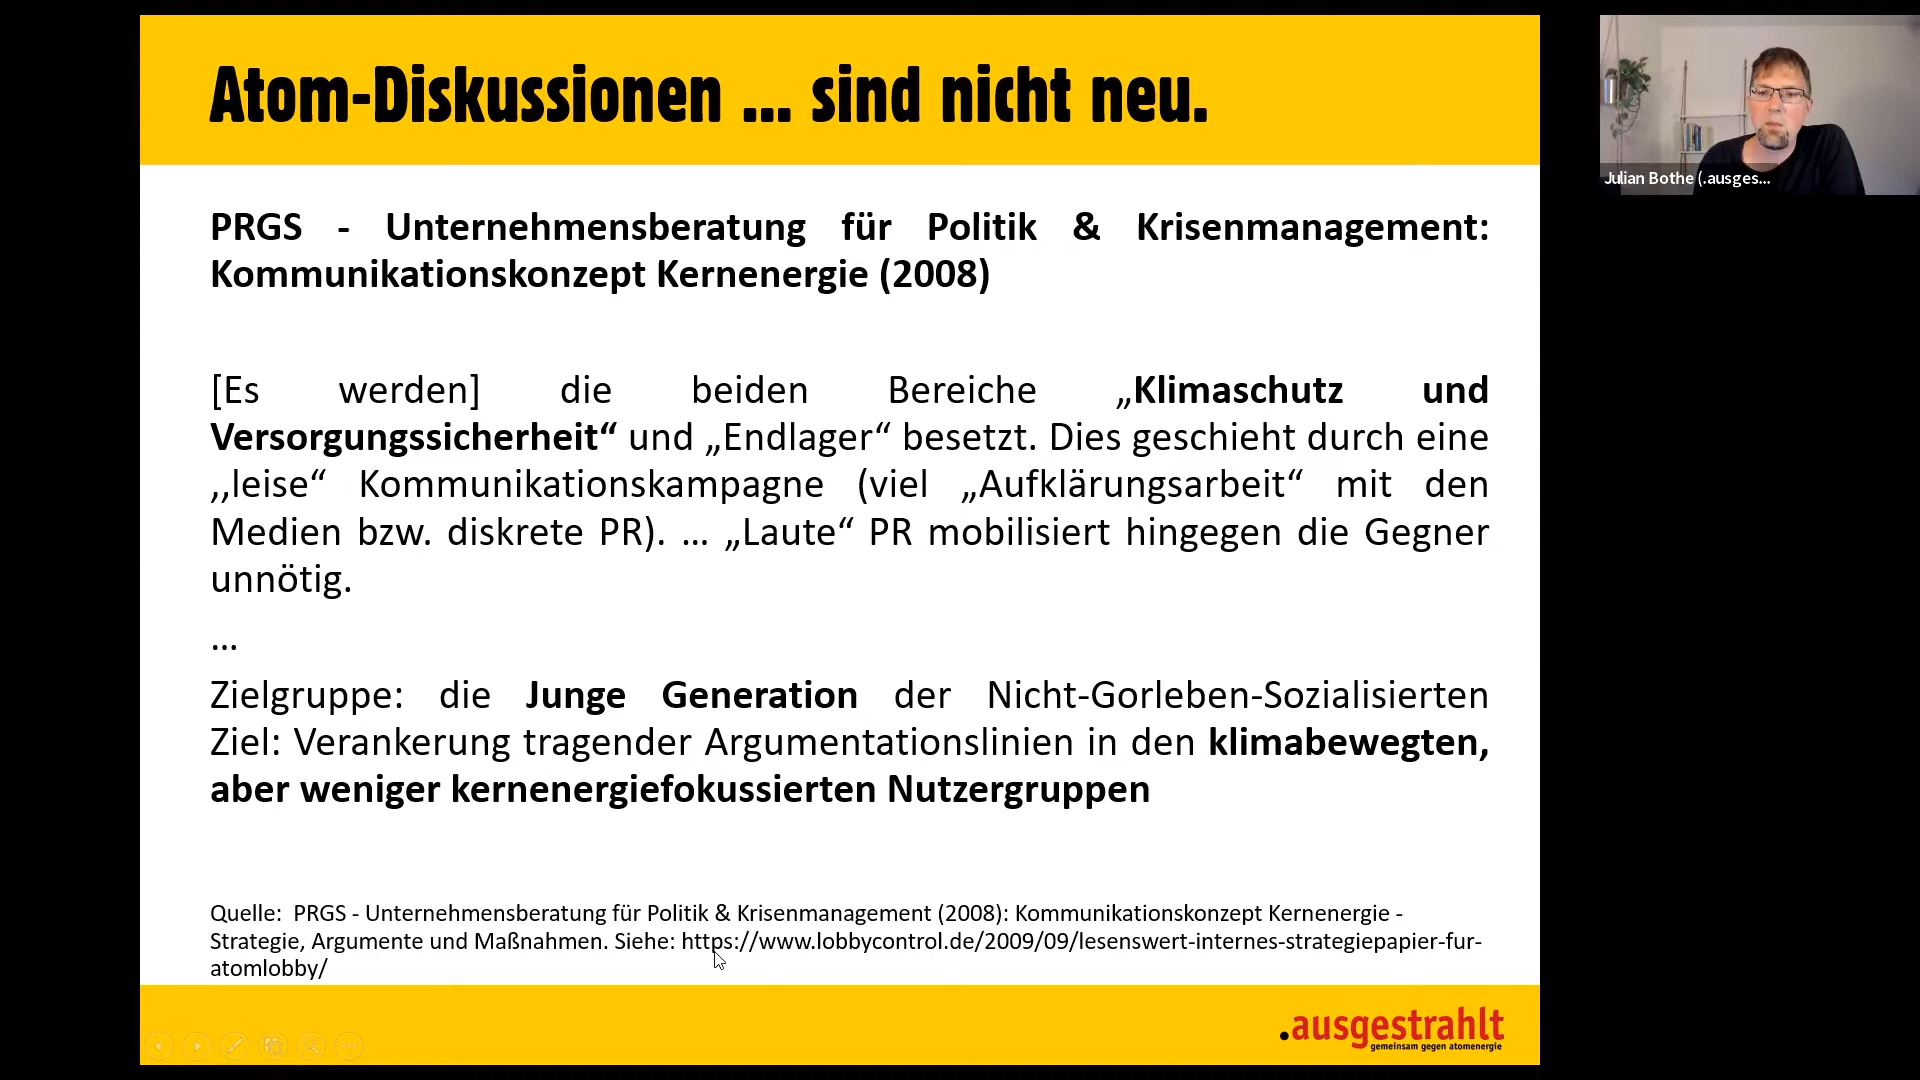 Atom-Diskussionen ... sind nicht neu.
Julian Bothe (.ausges...
PRGS - Unternehmensberatung für Politik & Krisenmanagement:
Kommunikationskonzept Kernenergie (2008)
[Es werden] die beiden Bereiche „Klimaschutz und
Versorgungssicherheit“ und „Endlager“ besetzt. Dies geschieht durch eine
,,leise“ Kommunikationskampagne (viel „Aufklärungsarbeit“ mit den
Medien bzw. diskrete PR). ... „Laute“ PR mobilisiert hingegen die Gegner
unnötig.
...
Zielgruppe: die Junge Generation der Nicht-Gorleben-Sozialisierten
Ziel: Verankerung tragender Argumentationslinien in den klimabewegten,
aber weniger kernenergiefokussierten Nutzergruppen
Quelle:  PRGS - Unternehmensberatung für Politik & Krisenmanagement (2008): Kommunikationskonzept Kernenergie -
Strategie, Argumente und Maßnahmen. Siehe: https://www.lobbycontrol.de/2009/09/lesenswert-internes-strategiepapier-fur-
atomlobby/
.ausgestrahlt
gemeinsam gegen atomenergie